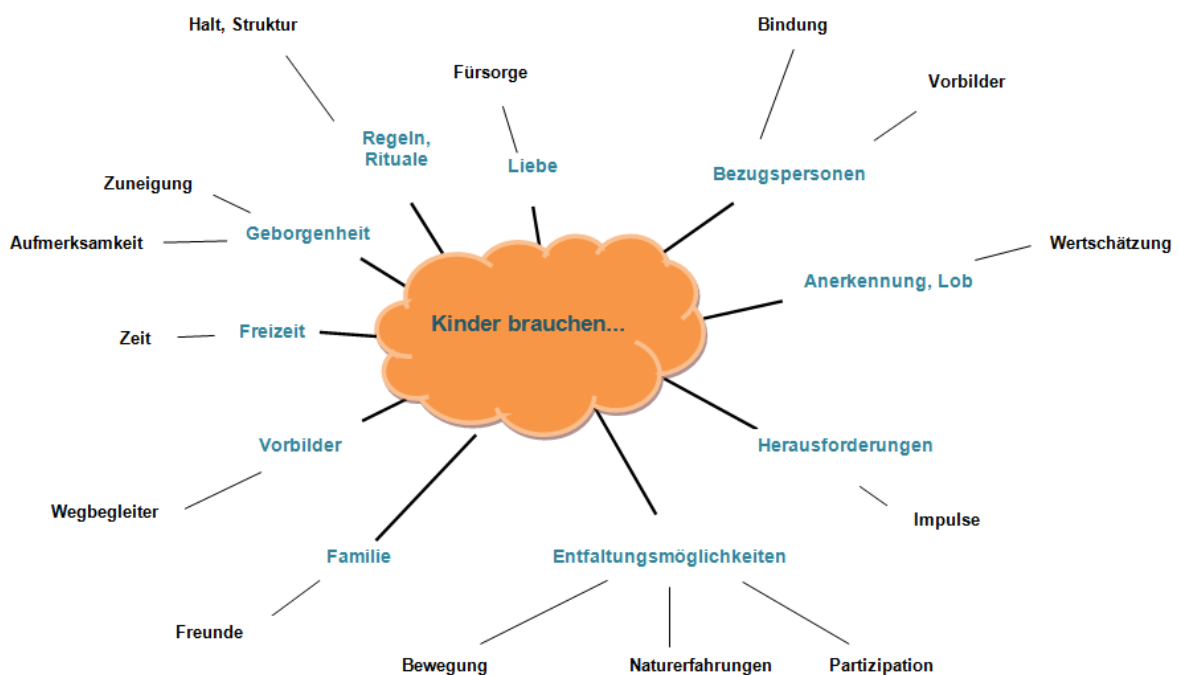 Halt, Struktur
Bindung
Fürsorge
Vorbilder
Regeln,
Rituale
Liebe
Bezugspersonen
Zuneigung
Geborgenheit
Aufmerksamkeit
Wertschätzung
Anerkennung, Lob
Kinder brauchen...
Freizeit
Zeit
Vorbilder
Herausforderungen
Wegbegleiter
Impulse
Familie
Entfaltungsmöglichkeiten
Freunde
Bewegung
Naturerfahrungen
Partizipation